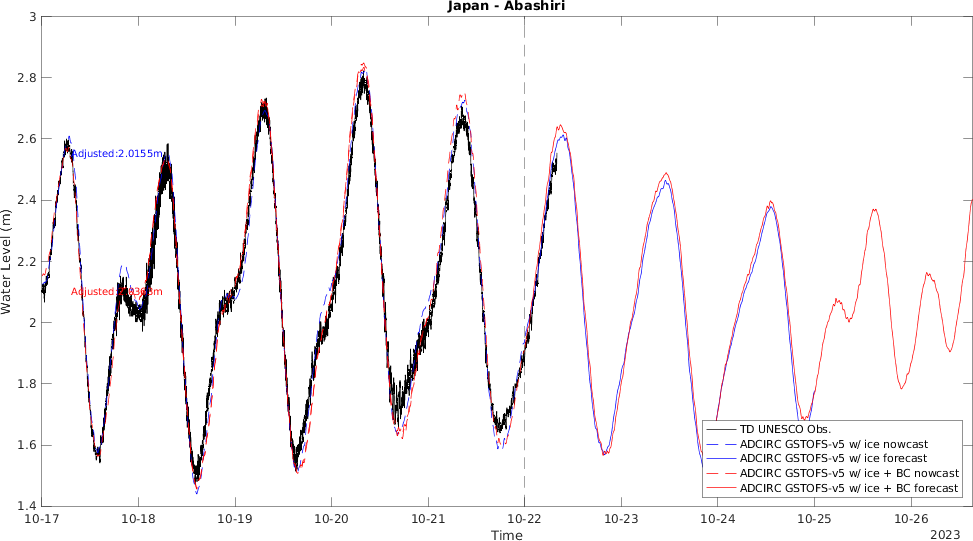 Japan - Abashiri
Water Level (m)
3
2.8
2.6
2.4
2.2
2
1.8
1.6
1.4
Adjusted:2.0155m
10-17
10-18
10-19
10-20
10-21
10-22
10-23
10-24
10-25
10-26
Time
2023
TD UNESCO Obs.
ADCIRC GSTOFS-v5 w/ ice nowcast
ADCIRC GSTOFS-v5 w/ ice forecast
ADCIRC GSTOFS-v5 w/ ice + BC nowcast
ADCIRC GSTOFS-v5 w/ ice + BC forecast